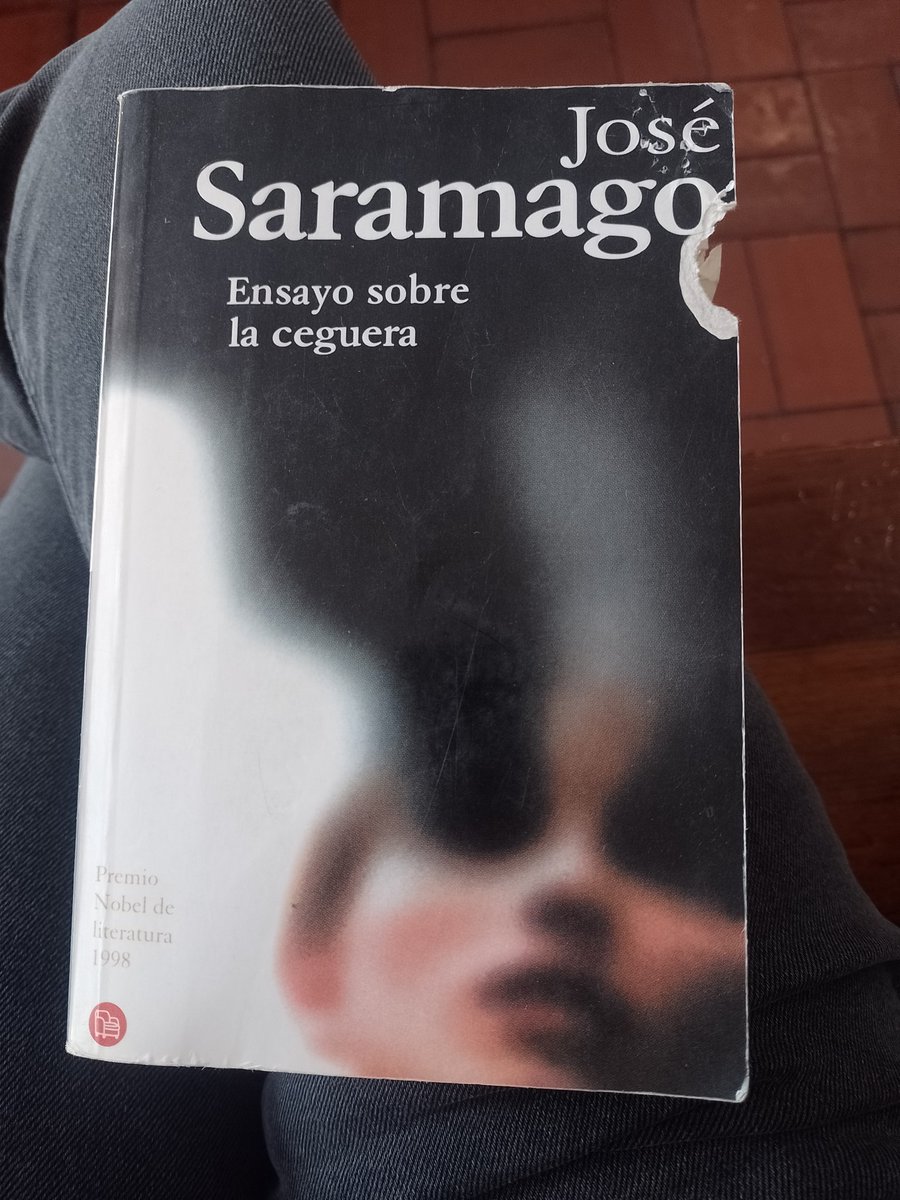 José
Saramago
Ensayo sobre
la ceguera
Premio
Nobel de
literatura
1998